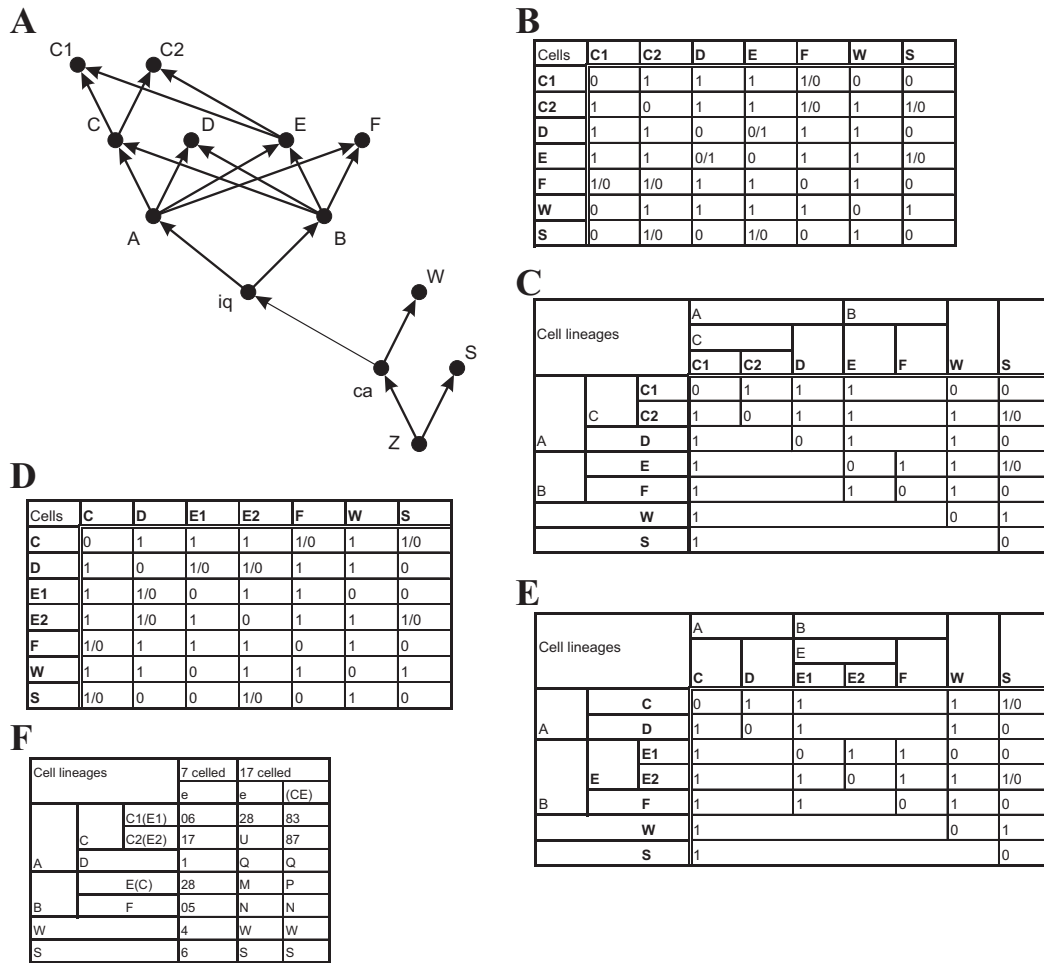 A
C1 C2
C D E F
A B
iq W
ca S
Z
B
Cells C1 C2 D E F W S
C1 0 1 1 1 1/0 0 0
C2 1 0 1 1 1/0 1 1/0
D 1 1 0 0/1 1 1 0
E 1 1 0/1 0 1 1 1/0
F 1/0 1/0 1 1 0 1 0
W 0 1 1 1 1 0 1
S 0 1/0 0 1/0 0 1 0
C
Cell lineages A B
C
C1 C2 D E F W S
C1 0 1 1 1 0 0
C C2 1 0 1 1 1 1/0
A D 1 0 1 1 0
E 1 0 1 1 1/0
B F 1 1 0 1 0
W 1 0 1
S 1 0
D
Cells C D E1 E2 F W S
C 0 1 1 1 1/0 1 1/0
D 1 0 1/0 1/0 1 1 0
E1 1 1/0 0 1 1 0 0
E2 1 1/0 1 0 1 1 1/0
F 1/0 1 1 1 0 1 0
W 1 1 0 1 1 0 1
S 1/0 0 0 1/0 0 1 0
E
Cell lineages A B
E
C D E1 E2 F W S
C 0 1 1 1 1/0
A D 1 0 1 1 0
E1 1 0 1 1 0 0
E E2 1 1 0 1 1 1/0
B F 1 1 0 1 0
W 1 0 1
S 1 0
F
Cell lineages 7 celled 17 celled
e e (CE)
C1(E1) 06 28 83
C C2(E2) 17 U 87
A D 1 Q Q
E(C) 28 M P
B F 05 N N
W 4 W W
S 6 S S